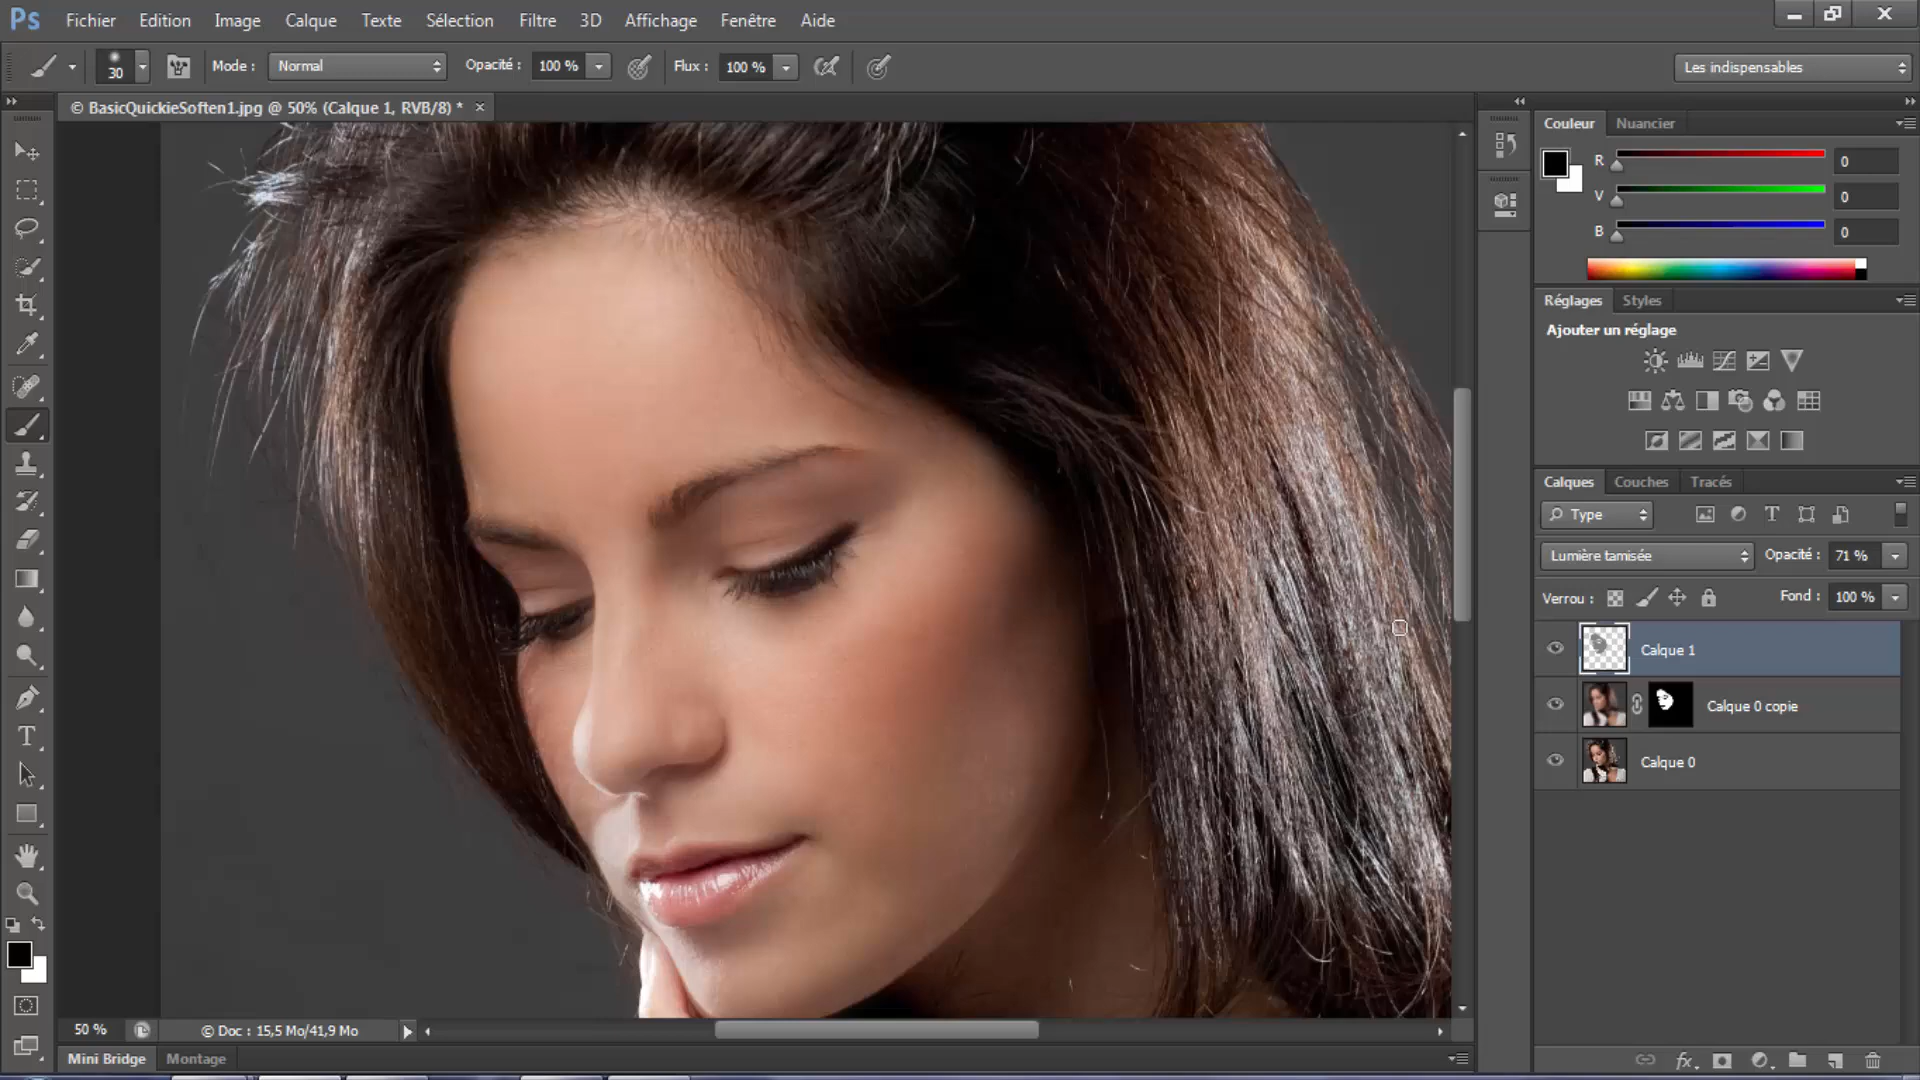 Ps Fichier Edition Image Calque Texte Sélection Filtre 3D Affichage Fenêtre Aide
30 Mode : Normal Opacité : 100 % Flux : 100 % Les indispensables
© BasicQuickieSoften1.jpg @ 50% (Calque 1, RVB/8) * ×
Couleur Nuancier
R 0
V 0
B 0
Réglages Styles
Ajouter un réglage
Calques Couches Tracés
Type
Lumière tamisée Opacité : 71 %
Verrou : Fond : 100 %
Calque 1
Calque 0 copie
Calque 0
50 % © Doc : 15,5 Mo/41,9 Mo
Mini Bridge Montage